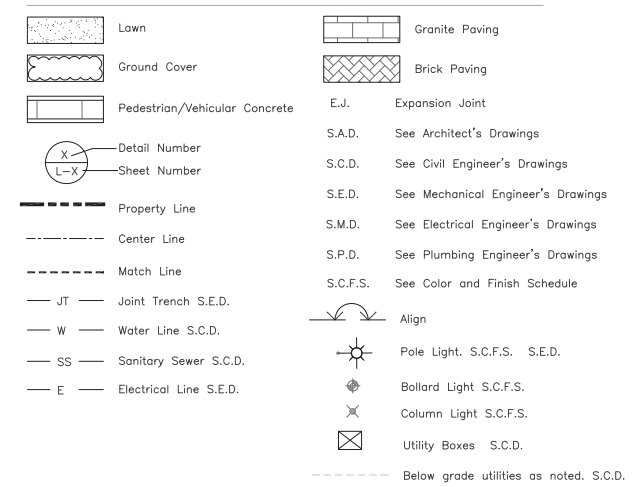 Lawn
Ground Cover
Pedestrian/Vehicular Concrete
X
L-X
Detail Number
Sheet Number
Property Line
Center Line
Match Line
JT Joint Trench S.E.D.
W Water Line S.C.D.
SS Sanitary Sewer S.C.D.
E Electrical Line S.E.D.
Granite Paving
Brick Paving
E.J. Expansion Joint
S.A.D. See Architect's Drawings
S.C.D. See Civil Engineer's Drawings
S.E.D. See Mechanical Engineer's Drawings
S.M.D. See Electrical Engineer's Drawings
S.P.D. See Plumbing Engineer's Drawings
S.C.F.S. See Color and Finish Schedule
Align
Pole Light. S.C.F.S. S.E.D.
Bollard Light S.C.F.S.
Column Light S.C.F.S.
Utility Boxes S.C.D.
Below grade utilities as noted. S.C.D.